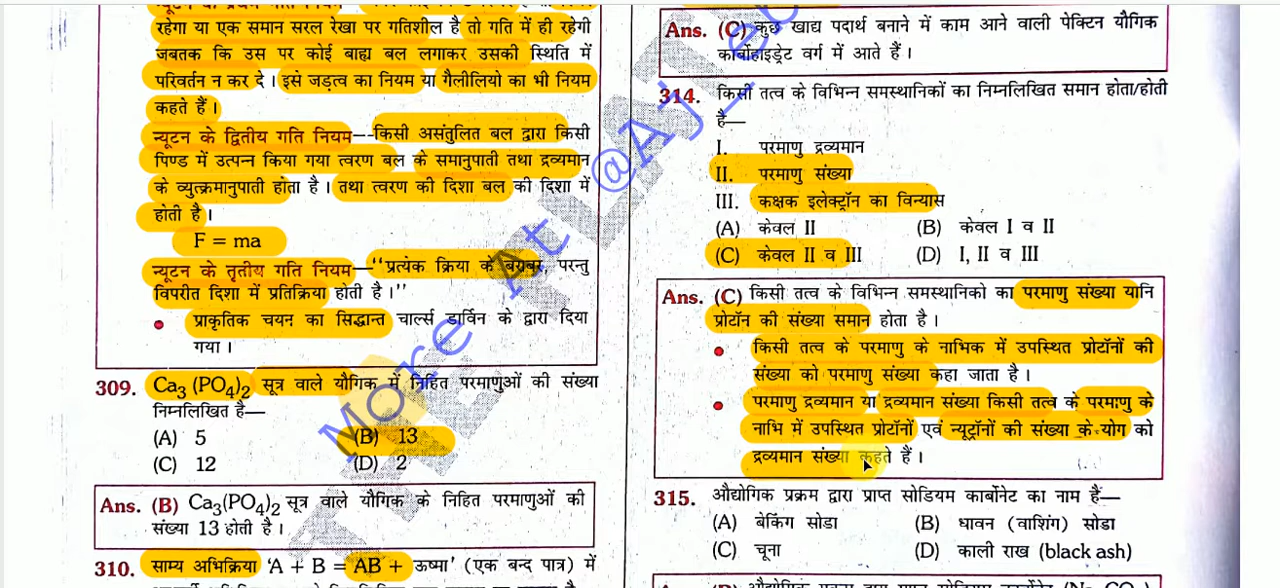 रहेगा या एक समान सरल रेखा पर गतिशील है तो गति में ही रहेगी
जबतक कि उस पर कोई बाह्य बल लगाकर उसकी स्थिति में
परिवर्तन न कर दे । इसे जड़त्व का नियम या गैलीलियो का भी नियम
कहते हैं ।
न्यूटन के द्वितीय गति नियम—किसी असंतुलित बल द्वारा किसी
पिण्ड में उत्पन्न किया गया त्वरण बल के समानुपाती तथा द्रव्यमान
के व्युत्क्रमानुपाती होता है । तथा त्वरण की दिशा बल की दिशा में
होती है ।
F = ma
न्यूटन के तृतीय गति नियम—‘‘प्रत्येक क्रिया के बराबर, परन्तु
विपरीत दिशा में प्रतिक्रिया होती है ।’’
● प्राकृतिक चयन का सिद्धान्त चार्ल्स डार्विन के द्वारा दिया
गया ।
309. Ca3 (PO4)2 सूत्र वाले यौगिक में निहित परमाणुओं की संख्या
निम्नलिखित है—
(A) 5 (B) 13
(C) 12 (D) 2
Ans. (B) Ca3(PO4)2 सूत्र वाले यौगिक के निहित परमाणुओं की
संख्या 13 होती है ।
310. साम्य अभिक्रिया ‘A + B = AB + ऊष्मा’ (एक बन्द पात्र) में
Ans. (C) कुछ खाद्य पदार्थ बनाने में काम आने वाली पेक्टिन यौगिक
कार्बोहाइड्रेट वर्ग में आते हैं ।
314. किसी तत्व के विभिन्न समस्थानिकों का निम्नलिखित समान होता/होती
है—
I. परमाणु द्रव्यमान
II. परमाणु संख्या
III. कक्षक इलेक्ट्रॉन का विन्यास
(A) केवल II (B) केवल I व II
(C) केवल II व III (D) I, II व III
Ans. (C) किसी तत्व के विभिन्न समस्थानिको का परमाणु संख्या यानि
प्रोटॉन की संख्या समान होता है ।
● किसी तत्व के परमाणु के नाभिक में उपस्थित प्रोटॉनों की
संख्या को परमाणु संख्या कहा जाता है ।
● परमाणु द्रव्यमान या द्रव्यमान संख्या किसी तत्व के परमाणु के
नाभि में उपस्थित प्रोटॉनों एवं न्यूट्रॉनों की संख्या के योग को
द्रव्यमान संख्या कहते हैं ।
315. औद्योगिक प्रक्रम द्वारा प्राप्त सोडियम कार्बोनेट का नाम हैं—
(A) बेकिंग सोडा (B) धावन (वाशिंग) सोडा
(C) चूना (D) काली राख (black ash)
More At @Aj